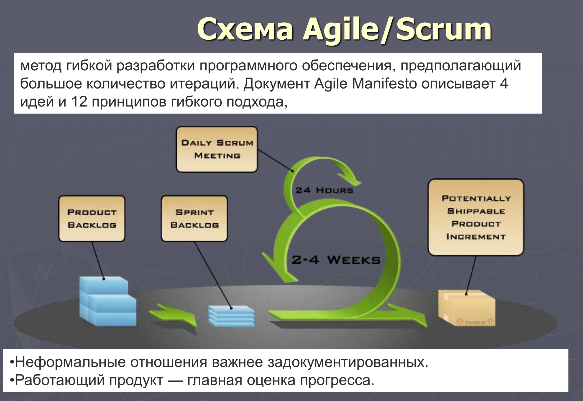 Схема Agile/Scrum
метод гибкой разработки программного обеспечения, предполагающий
большое количество итераций. Документ Agile Manifesto описывает 4
идей и 12 принципов гибкого подхода,
DAILY SCRUM
MEETING
24 HOURS
PRODUCT
BACKLOG
SPRINT
BACKLOG
POTENTIALLY
SHIPPABLE
PRODUCT
INCREMENT
2-4 WEEKS
•Неформальные отношения важнее задокументированных.
•Работающий продукт — главная оценка прогресса.